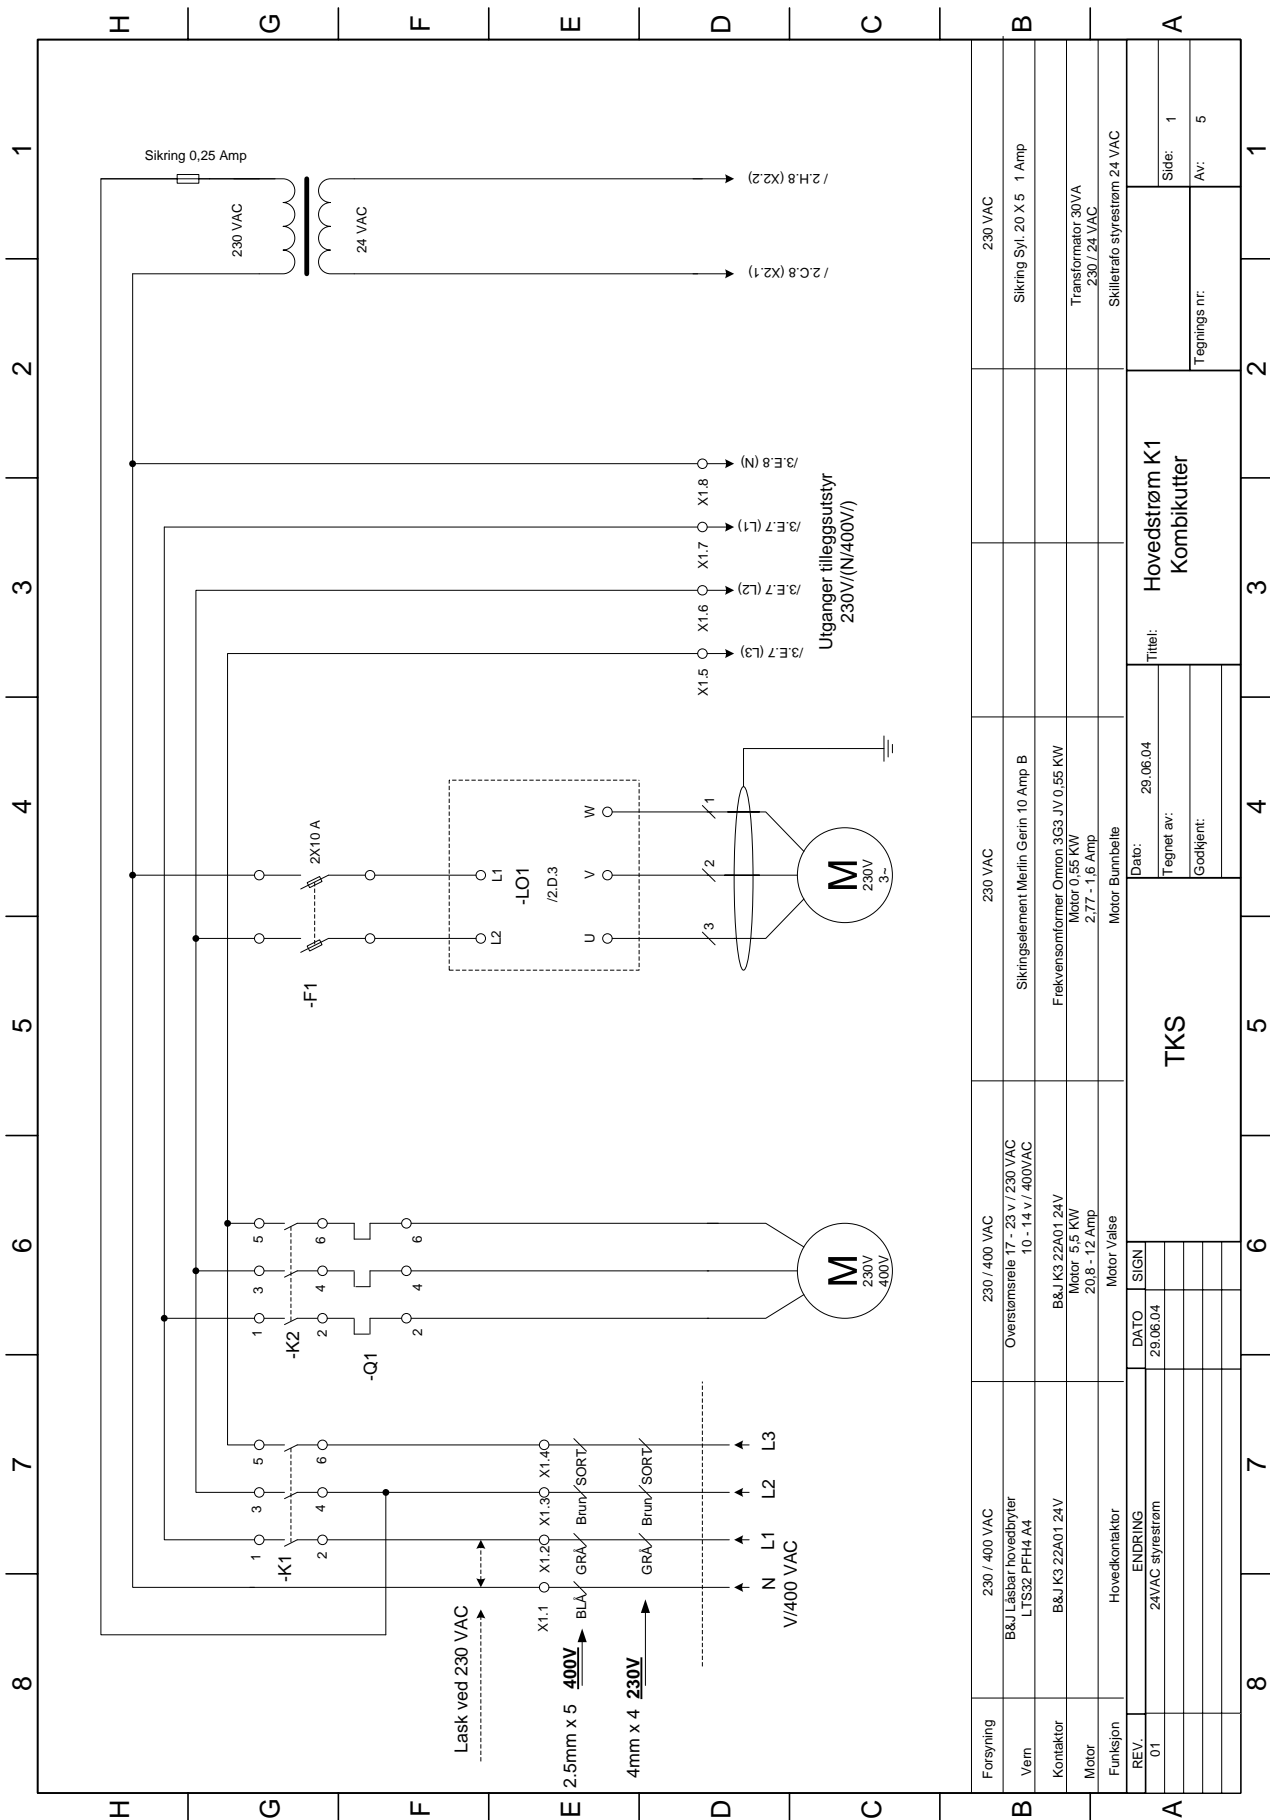 8 7 6 5 4 3 2 1
H
G
F
E
D
C
B
A
H
G
F
E
D
C
B
A
Sikring 0,25 Amp
230 VAC
24 VAC
/ 2.C.8 (X2.1)
/ 2.H.8 (X2.2)
2X10 A
-F1
1 3 5
-K1
2 4 6
1 3 5
-K2
2 4 6
-Q1
2 4 6
L2 L1
-LO1
/2.D.3
U V W
3 2 1
M
230V
3~
M
230V
400V
Lask ved 230 VAC
X1.1 X1.2 X1.3 X1.4
2.5mm x 5 400V
BLÅ GRÅ Brun SORT
4mm x 4 230V
GRÅ Brun SORT
N L1 L2 L3
V/400 VAC
X1.5 X1.6 X1.7 X1.8
/3.E.7 (L3)
/3.E.7 (L2)
/3.E.7 (L1)
/3.E.8 (N)
Utganger tilleggsutstyr
230V/(N/400V/)
Forsyning 230 / 400 VAC 230 / 400 VAC 230 VAC 230 VAC
Vern B&J Låsbar hovedbryter
LTS32 PFH4 A4
Overstømsrele 17 - 23 v / 230 VAC
10 - 14 v / 400VAC
Sikringselement Merlin Gerin 10 Amp B
Sikring Syl. 20 X 5 1 Amp
Kontaktor B&J K3 22A01 24V B&J K3 22A01 24V Frekvensomformer Omron 3G3 JV 0,55 KW
Motor Motor 5,5 KW
20,8 - 12 Amp
Motor 0,55 KW
2,77 - 1,6 Amp
Transformator 30VA
230 / 24 VAC
Funksjon Hovedkontaktor Motor Valse Motor Bunnbelte Skilletrafo styrestrøm 24 VAC
REV. ENDRING DATO SIGN
01 24VAC styrestrøm 29.06.04
TKS
Dato: 29.06.04
Tegnet av:
Godkjent:
Tittel:
Hovedstrøm K1
Kombikutter
Tegnings nr:
Side: 1
Av: 5
8 7 6 5 4 3 2 1